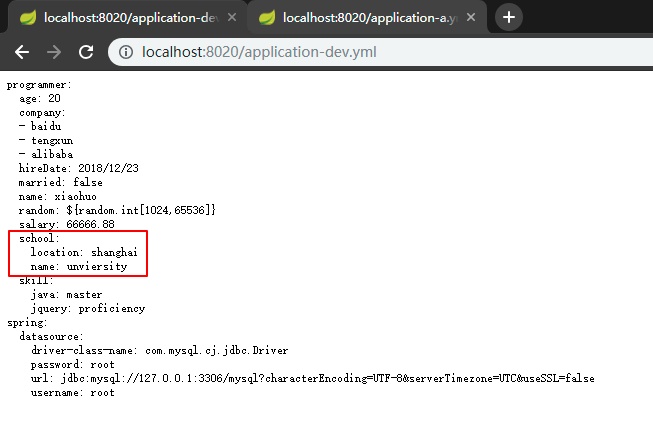 localhost:8020/application-dev
localhost:8020/application-a.ym
localhost:8020/application-dev.yml
programmer:
  age: 20
  company:
  - baidu
  - tengxun
  - alibaba
  hireDate: 2018/12/23
  married: false
  name: xiaohuo
  random: ${random.int[1024,65536]}
  salary: 66666.88
  school:
    location: shanghai
    name: unviersity
  skill:
    java: master
    jquery: proficiency
spring:
  datasource:
    driver-class-name: com.mysql.cj.jdbc.Driver
    password: root
    url: jdbc:mysql://127.0.0.1:3306/mysql?characterEncoding=UTF-8&serverTimezone=UTC&useSSL=false
    username: root